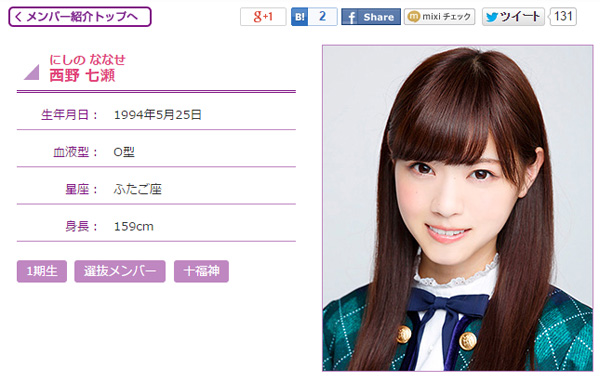 メンバー紹介トップへ
g+1
B! 2
f Share
m mixi チェック
ツイート 131
にしの ななせ
西野 七瀬
生年月日： 1994年5月25日
血液型： O型
星座： ふたご座
身長： 159cm
1期生 選抜メンバー 十福神